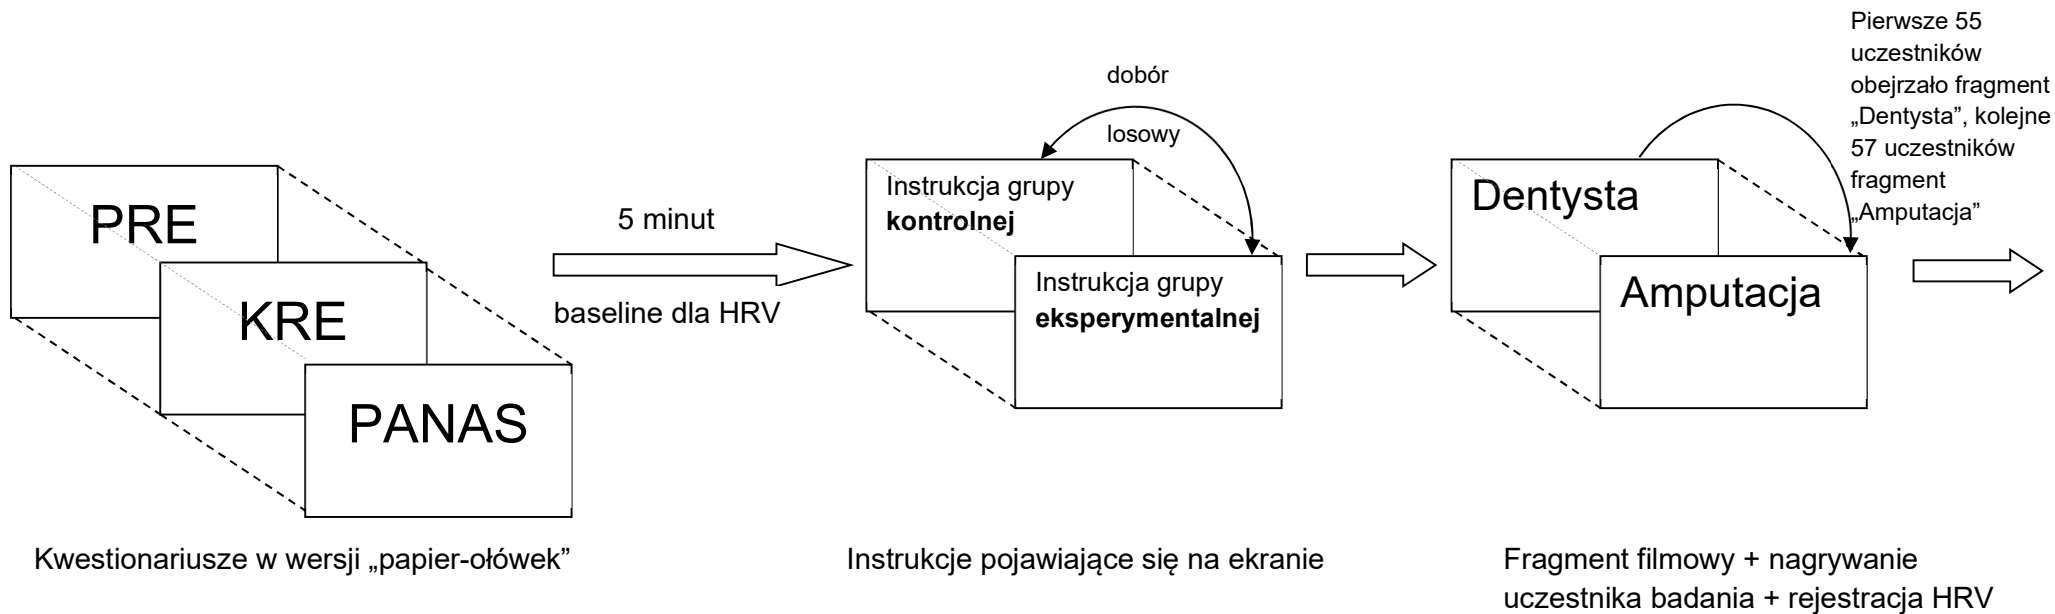 PRE
KRE
PANAS
Kwestionariusze w wersji „papier-ołówek”
5 minut
baseline dla HRV
dobór
losowy
Instrukcja grupy
kontrolnej
Instrukcja grupy
eksperymentalnej
Instrukcje pojawiające się na ekranie
Dentysta
Amputacja
Pierwsze 55
uczestników
obejrzało fragment
„Dentysta”, kolejne
57 uczestników
fragment
„Amputacja”
Fragment filmowy + nagrywanie
uczestnika badania + rejestracja HRV